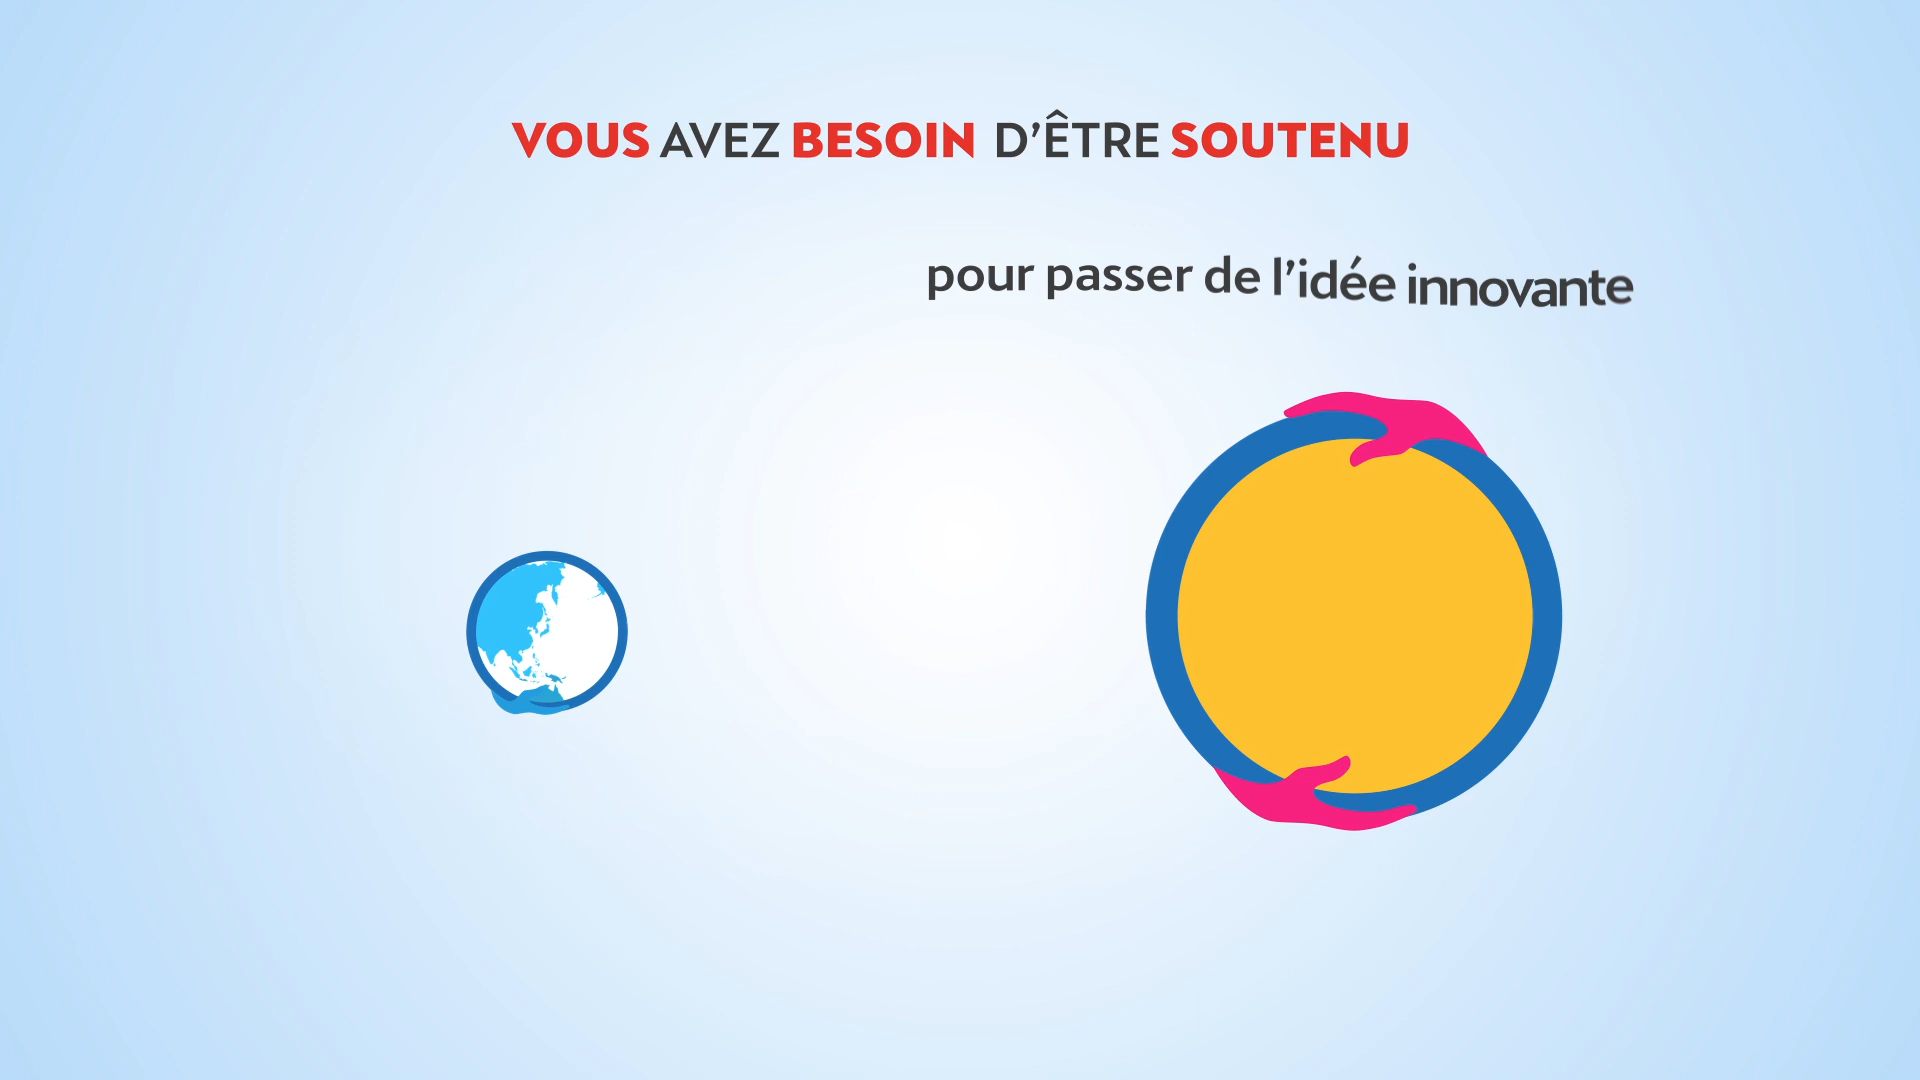 VOUS AVEZ BESOIN D’ÊTRE SOUTENU
pour passer de l’idée innovante